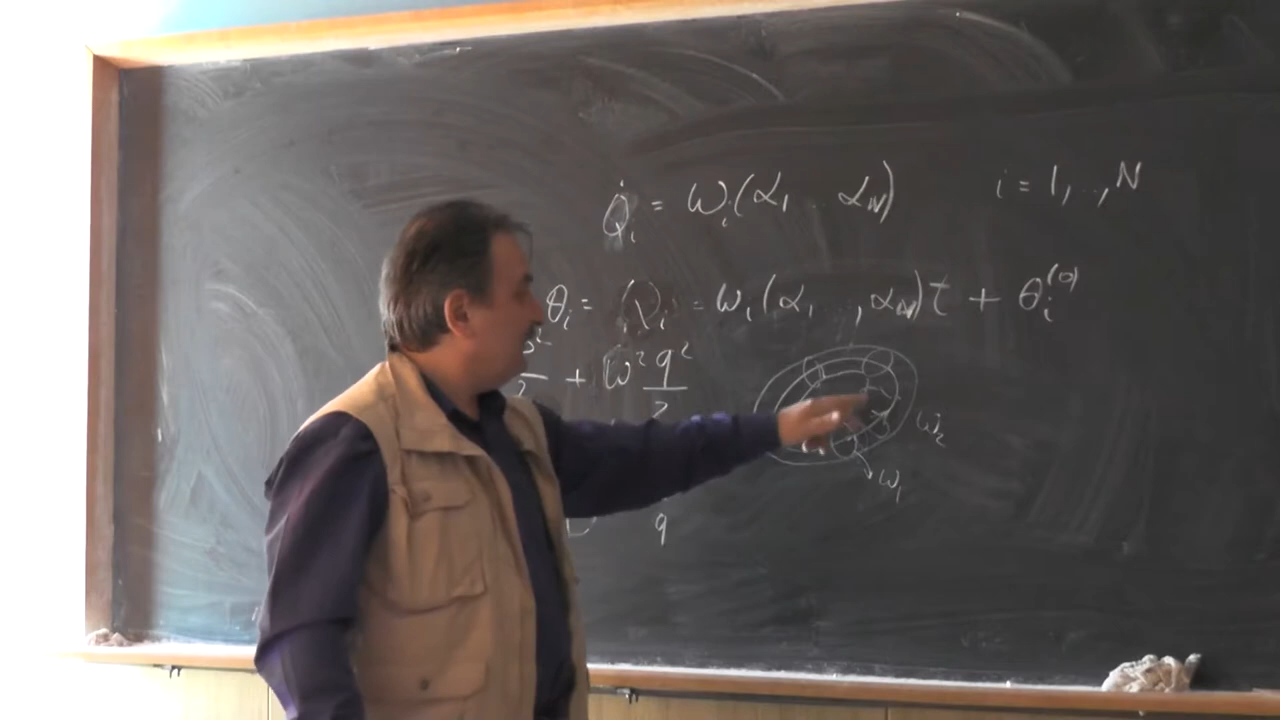 Q̇ᵢ = ωᵢ(α₁ . . α_N)   i = 1, . . , N
θᵢ = = ωᵢ(α₁ , α_N)t + θᵢ⁽⁰⁾
+ ω² q²/2
ω₂
ω₁
q